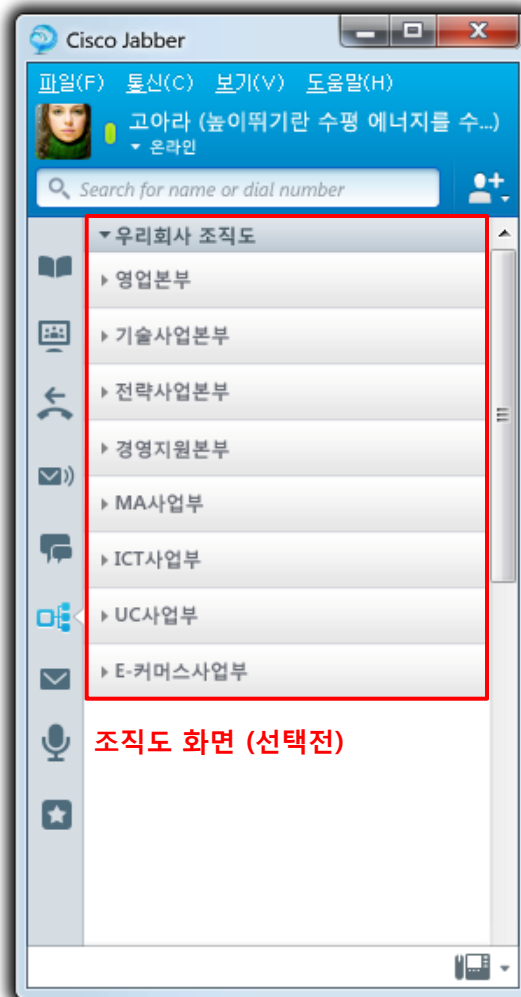 Cisco Jabber
파일(F) 통신(C) 보기(V) 도움말(H)
고아라 (높이뛰기란 수평 에너지를 수...)
온라인
Search for name or dial number
우리회사 조직도
영업본부
기술사업본부
전략사업본부
경영지원본부
MA사업부
ICT사업부
UC사업부
E-커머스사업부
조직도 화면 (선택전)